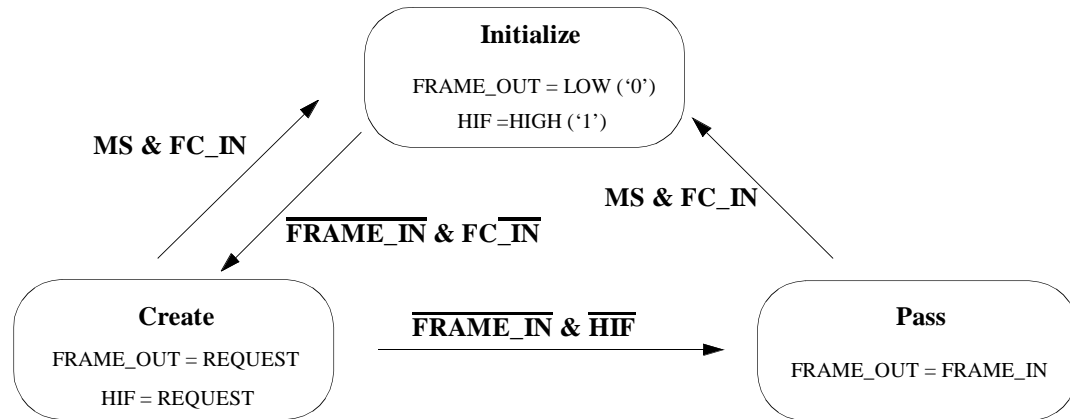 Initialize
FRAME_OUT = LOW (‘0’)
HIF =HIGH (‘1’)
MS & FC_IN
MS & FC_IN
FRAME_IN & FC_IN
Create
FRAME_OUT = REQUEST
HIF = REQUEST
FRAME_IN & HIF
Pass
FRAME_OUT = FRAME_IN